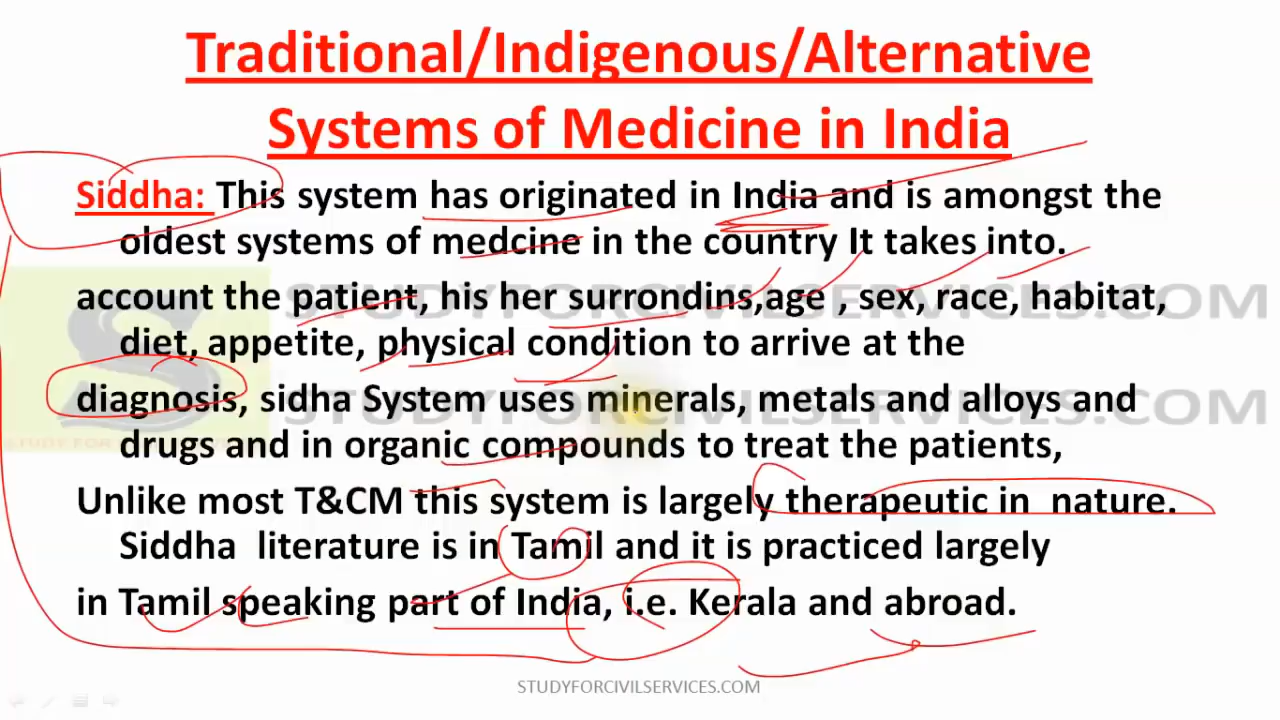 Traditional/Indigenous/Alternative
Systems of Medicine in India
Siddha: This system has originated in India and is amongst the
oldest systems of medcine in the country It takes into.
account the patient, his her surrondins,age , sex, race, habitat,
diet, appetite, physical condition to arrive at the
diagnosis, sidha System uses minerals, metals and alloys and
drugs and in organic compounds to treat the patients,
Unlike most T&CM this system is largely therapeutic in nature.
Siddha literature is in Tamil and it is practiced largely
in Tamil speaking part of India, i.e. Kerala and abroad.
STUDYFORCIVILSERVICES.COM
STUDYFORCIVILSERVICES.COM
STUDYFORCIVILSERVICES.COM